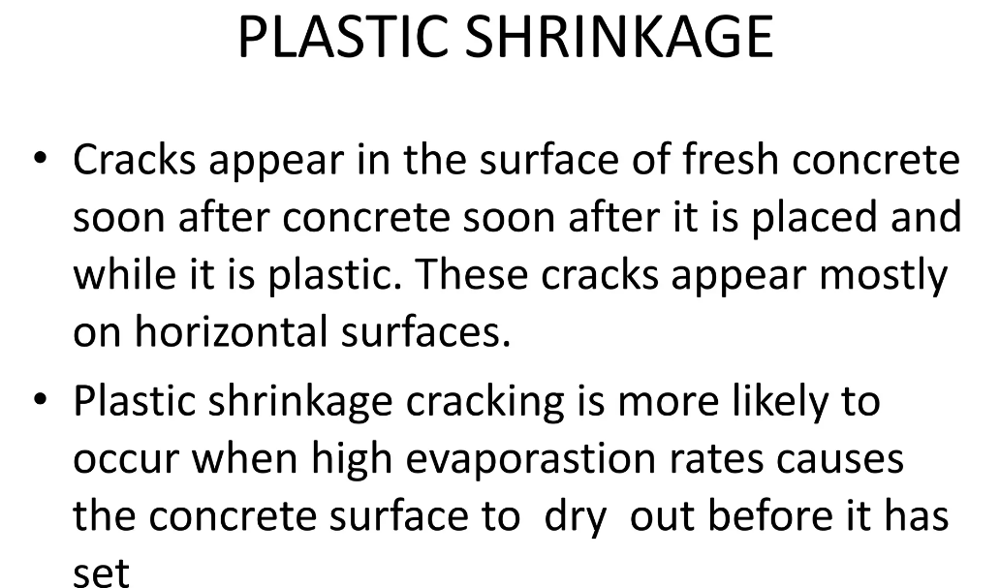 PLASTIC SHRINKAGE
• Cracks appear in the surface of fresh concrete
soon after concrete soon after it is placed and
while it is plastic. These cracks appear mostly
on horizontal surfaces.
• Plastic shrinkage cracking is more likely to
occur when high evaporastion rates causes
the concrete surface to  dry  out before it has
set